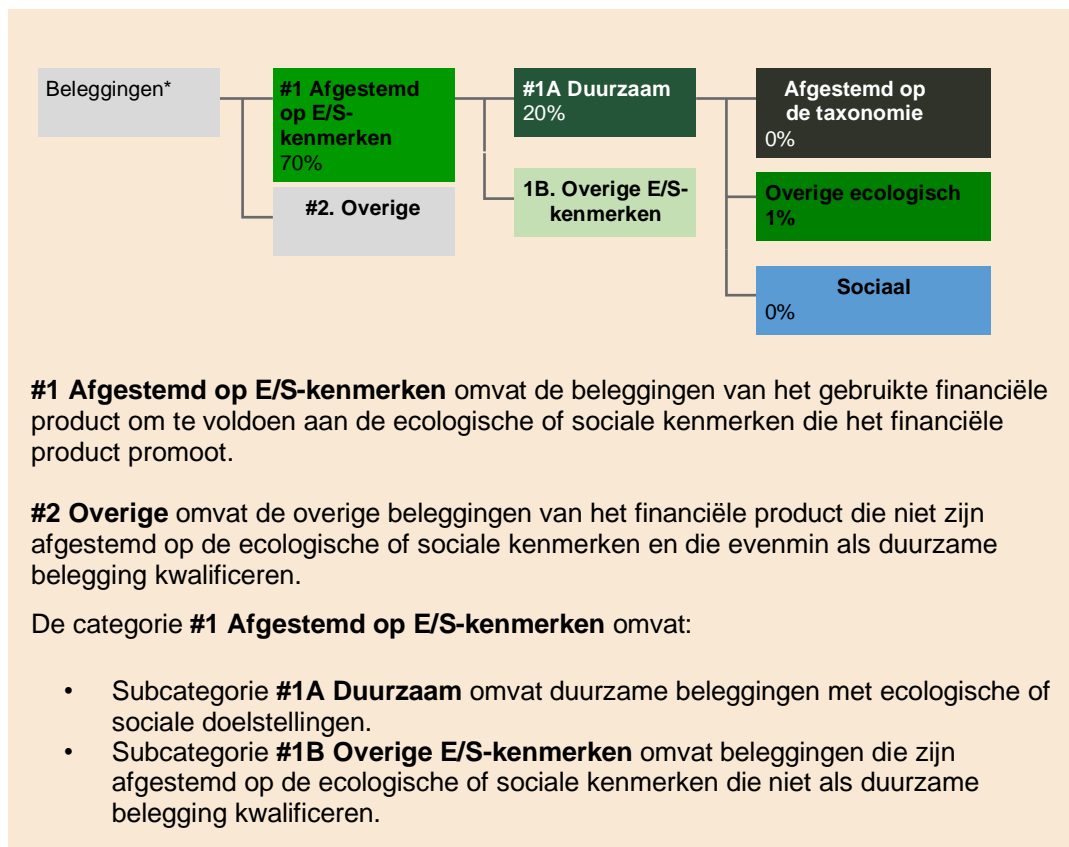 Beleggingen*
#1 Afgestemd
op E/S-
kenmerken
70%
#2. Overige
#1A Duurzaam
20%
1B. Overige E/S-
kenmerken
Afgestemd op
de taxonomie
0%
Overige ecologisch
1%
Sociaal
0%
#1 Afgestemd op E/S-kenmerken omvat de beleggingen van het gebruikte financiële
product om te voldoen aan de ecologische of sociale kenmerken die het financiële
product promoot.
#2 Overige omvat de overige beleggingen van het financiële product die niet zijn
afgestemd op de ecologische of sociale kenmerken en die evenmin als duurzame
belegging kwalificeren.
De categorie #1 Afgestemd op E/S-kenmerken omvat:
• Subcategorie #1A Duurzaam omvat duurzame beleggingen met ecologische of
sociale doelstellingen.
• Subcategorie #1B Overige E/S-kenmerken omvat beleggingen die zijn
afgestemd op de ecologische of sociale kenmerken die niet als duurzame
belegging kwalificeren.